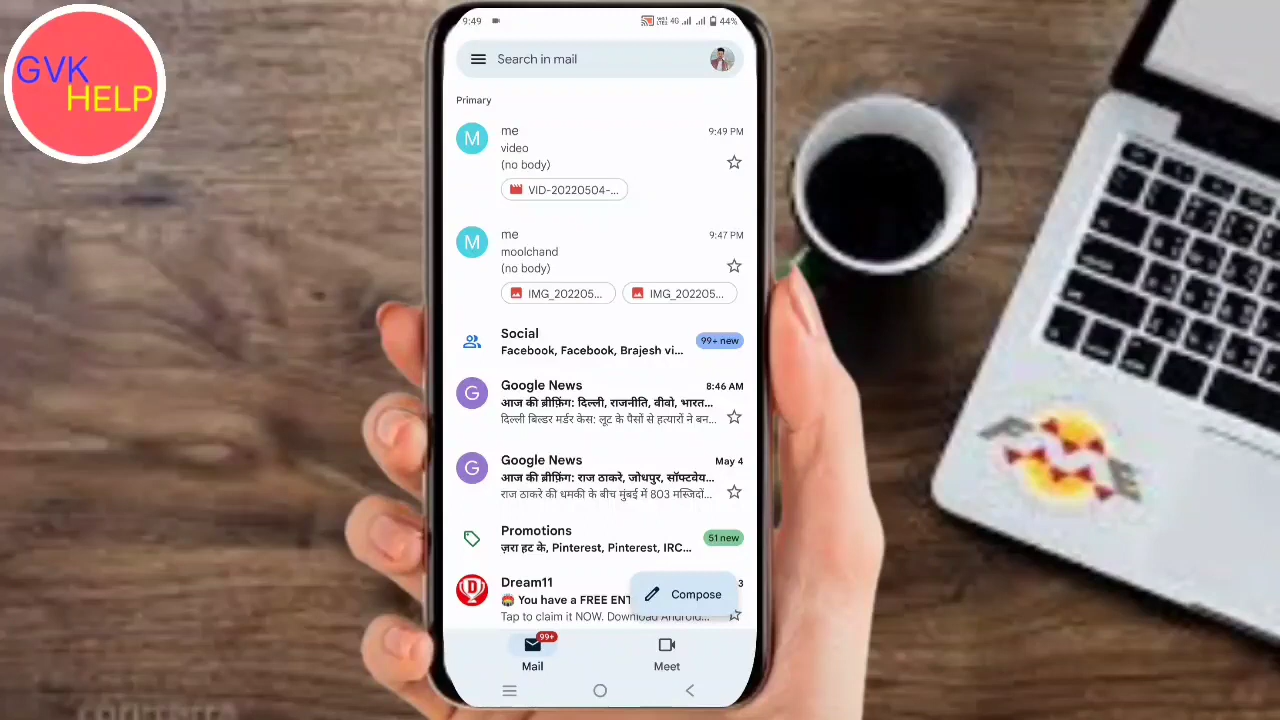 GVK
HELP
9:49
4G
44%
Search in mail
Primary
M
me
9:49 PM
video
(no body)
VID-20220504-...
M
me
9:47 PM
moolchand
(no body)
IMG_202205...
IMG_202205...
Social
Facebook, Facebook, Brajesh vi...
99+ new
G
Google News
8:46 AM
आज की ब्रीफ़िंग: दिल्ली, राजनीति, वीवो, भारत...
दिल्ली बिल्डर मर्डर केस: लूट के पैसों से हत्यारों ने बन...
G
Google News
May 4
आज की ब्रीफ़िंग: राज ठाकरे, जोधपुर, सॉफ्टवेय...
राज ठाकरे की धमकी के बीच मुंबई में 803 मस्जिदों...
Promotions
ज़रा हट के, Pinterest, Pinterest, IRC...
51 new
D
Dream11
3
You have a FREE ENT
Tap to claim it NOW. Download Android...
Compose
99+
Mail
Meet